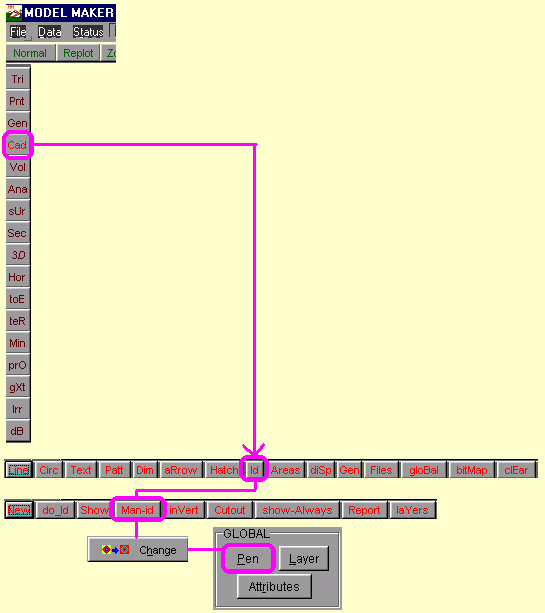 MODEL MAKER
File Data Status
Normal Replot Zo
Tri
Pnt
Gen
Cad
Vol
Ana
sUr
Sec
3D
Hor
toE
teR
Min
prO
gXt
Irr
dB
Line Circ Text Patt Dim aRrow Hatch Id Areas diSp Gen Files gloBal bitMap clEar
New do_Id Show Man-id inVert Cutout show-Always Report laYers
Change
GLOBAL
Pen Layer
Attributes